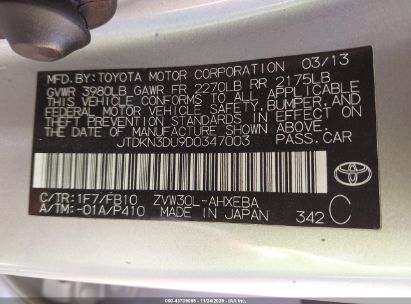 MFD. BY: TOYOTA MOTOR CORPORATION 03/13
GVWR 3980LB GAWR FR 2270LB RR 2175LB
THIS VEHICLE CONFORMS TO ALL APPLICABLE
FEDERAL MOTOR VEHICLE SAFETY, BUMPER, AND
THEFT PREVENTION STANDARDS IN EFFECT ON
THE DATE OF MANUFACTURE SHOWN ABOVE.
JTDKN3DU9D0347003 PASS. CAR
C/TR: 1F7/FB10 ZVW30L-AHXEBA
A/TM: -01A/P410 MADE IN JAPAN 342 C
TOYOTA